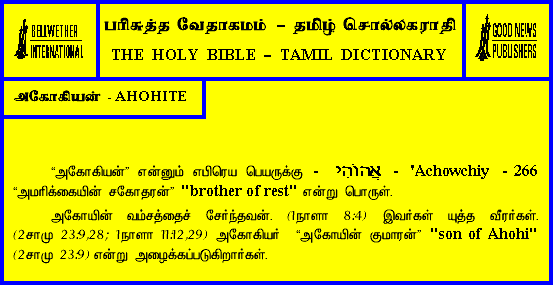 BELLWETHER
INTERNATIONAL
பரிசுத்த வேதாகமம் – தமிழ் சொல்லகராதி
THE HOLY BIBLE – TAMIL DICTIONARY
GOOD NEWS
PUBLISHERS
அகோகியன் - AHOHITE
“அகோகியன்” என்னும் எபிரெய பெயருக்கு - אֲחוֹחִי - 'Achowchiy - 266
“அமரிக்கையின் சகோதரன்” "brother of rest" என்று பொருள்.
அகோயின் வம்சத்தைச் சேர்ந்தவன். (1நாளா 8:4) இவர்கள் யுத்த வீரர்கள்.
(2சாமு 23:9,28; 1நாளா 11:12,29) அகோகியர் “அகோயின் குமாரன்” "son of Ahohi"
(2சாமு 23:9) என்று அழைக்கப்படுகிறார்கள்.